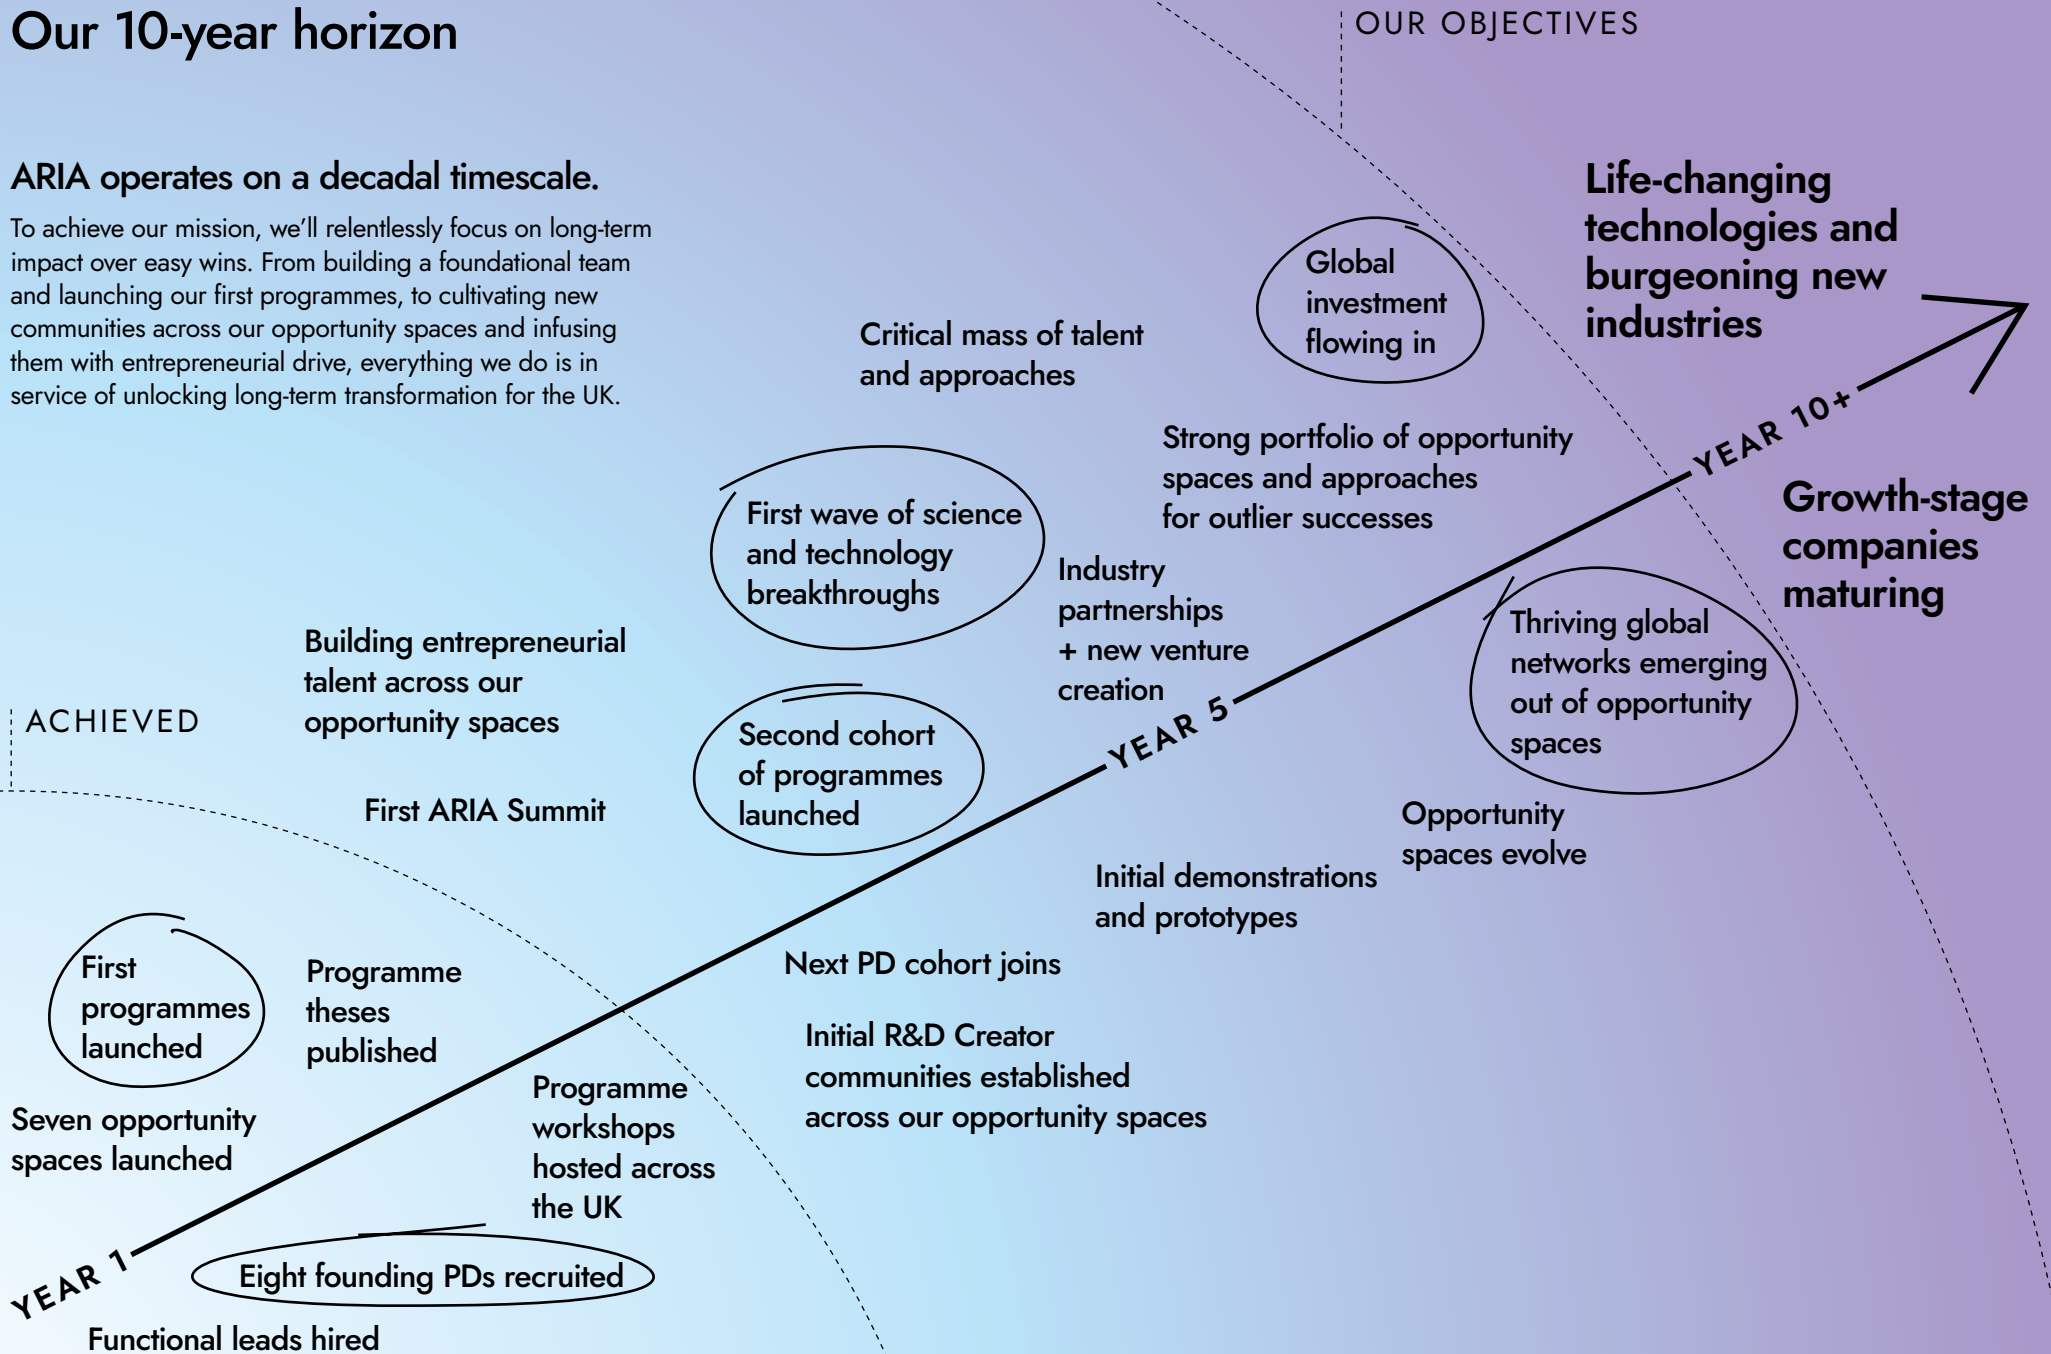 Our 10-year horizon
OUR OBJECTIVES
ARIA operates on a decadal timescale.
To achieve our mission, we’ll relentlessly focus on long-term
impact over easy wins. From building a foundational team
and launching our first programmes, to cultivating new
communities across our opportunity spaces and infusing
them with entrepreneurial drive, everything we do is in
service of unlocking long-term transformation for the UK.
Life-changing
technologies and
burgeoning new
industries
Global
investment
flowing in
Critical mass of talent
and approaches
YEAR 10+
Strong portfolio of opportunity
spaces and approaches
for outlier successes
Growth-stage
companies
maturing
First wave of science
and technology
breakthroughs
Industry
partnerships
+ new venture
creation
Thriving global
networks emerging
out of opportunity
spaces
Building entrepreneurial
talent across our
opportunity spaces
ACHIEVED
Second cohort
of programmes
launched
YEAR 5
First ARIA Summit
Opportunity
spaces evolve
Initial demonstrations
and prototypes
Next PD cohort joins
First
programmes
launched
Programme
theses
published
Initial R&D Creator
communities established
across our opportunity spaces
Programme
workshops
hosted across
the UK
Seven opportunity
spaces launched
YEAR 1
Eight founding PDs recruited
Functional leads hired